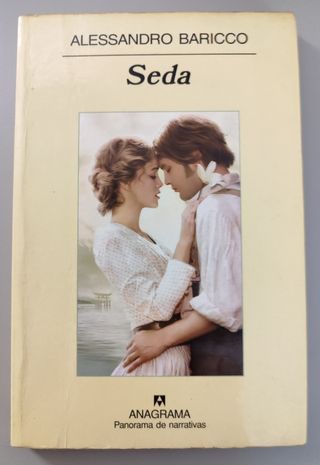 ALESSANDRO BARICCO
Seda
ANAGRAMA
Panorama de narrativas